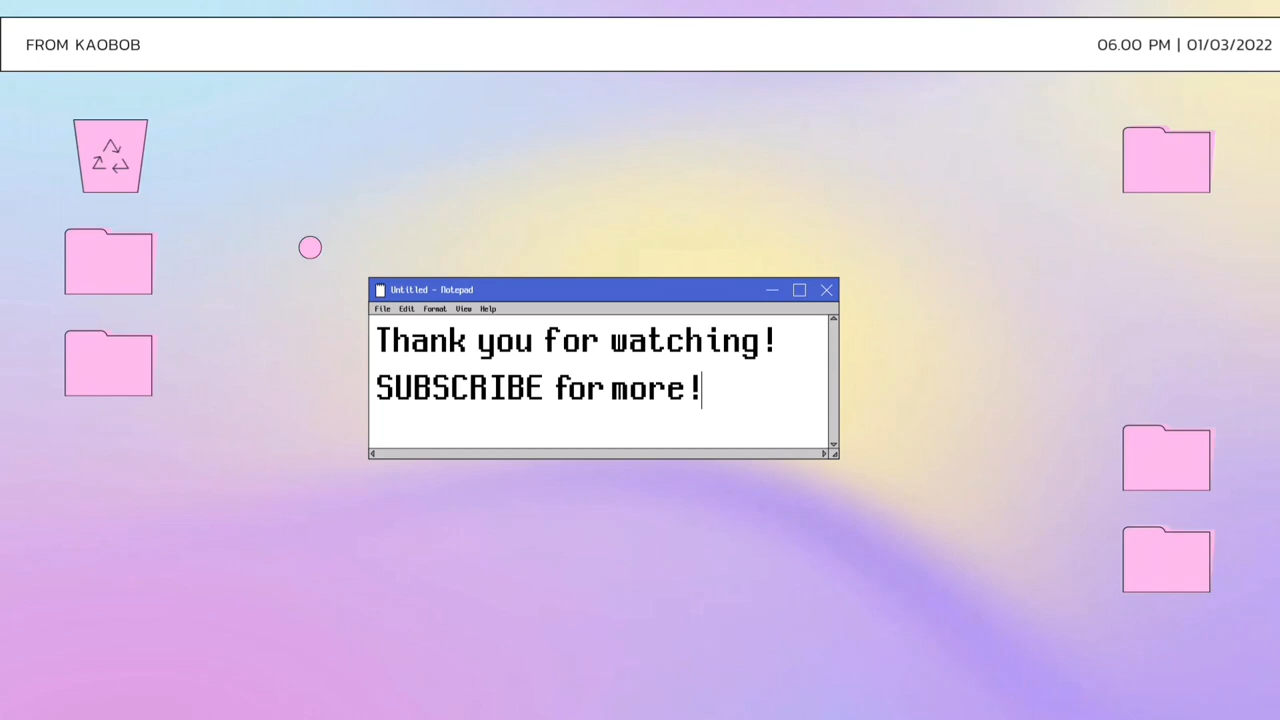 FROM KAOBOB
06.00 PM | 01/03/2022
Untitled - Notepad
File Edit Format View Help
Thank you for watching!
SUBSCRIBE for more!